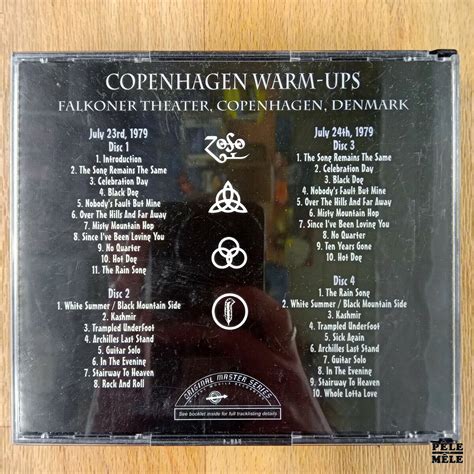 COPENHAGEN WARM-UPS
FALKONER THEATER, COPENHAGEN, DENMARK
July 23rd, 1979
Disc 1
1. Introduction
2. The Song Remains The Same
3. Celebration Day
4. Black Dog
5. Nobody's Fault But Mine
6. Over The Hills And Far Away
7. Misty Mountain Hop
8. Since I've Been Loving You
9. No Quarter
10. Hot Dog
11. The Rain Song
Disc 2
1. White Summer / Black Mountain Side
2. Kashmir
3. Trampled Underfoot
4. Archilles Last Stand
5. Guitar Solo
6. In The Evening
7. Stairway To Heaven
8. Rock And Roll
ZoSo
July 24th, 1979
Disc 3
1. The Song Remains The Same
2. Celebration Day
3. Black Dog
4. Nobody's Fault But Mine
5. Over The Hills And Far Away
6. Misty Mountain Hop
7. Since I've Been Loving You
8. No Quarter
9. Ten Years Gone
10. Hot Dog
Disc 4
1. The Rain Song
2. White Summer / Black Mountain Side
3. Kashmir
4. Trampled Underfoot
5. Sick Again
6. Archilles Last Stand
7. Guitar Solo
8. In The Evening
9. Stairway To Heaven
10. Whole Lotta Love
ORIGINAL MASTER SERIES
See booklet inside for full tracklisting details
PÊLE
MÊLE